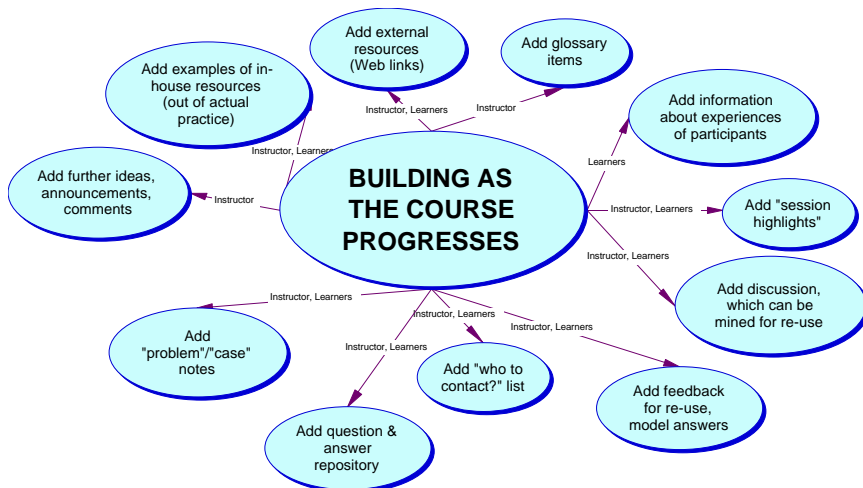 Add external
resources
(Web links)
Add glossary
items
Add examples of in-
house resources
(out of actual
practice)
Add information
about experiences
of participants
Instructor, Learners
Instructor
Instructor, Learners
Learners
Add further ideas,
announcements,
comments
Instructor
BUILDING AS
THE COURSE
PROGRESSES
Instructor, Learners
Add "session
highlights"
Instructor, Learners
Add discussion,
which can be
mined for re-use
Instructor, Learners
Instructor, Learners
Instructor, Learners
Instructor, Learners
Add
"problem"/"case"
notes
Add "who to
contact?" list
Add feedback
for re-use,
model answers
Add question &
answer
repository